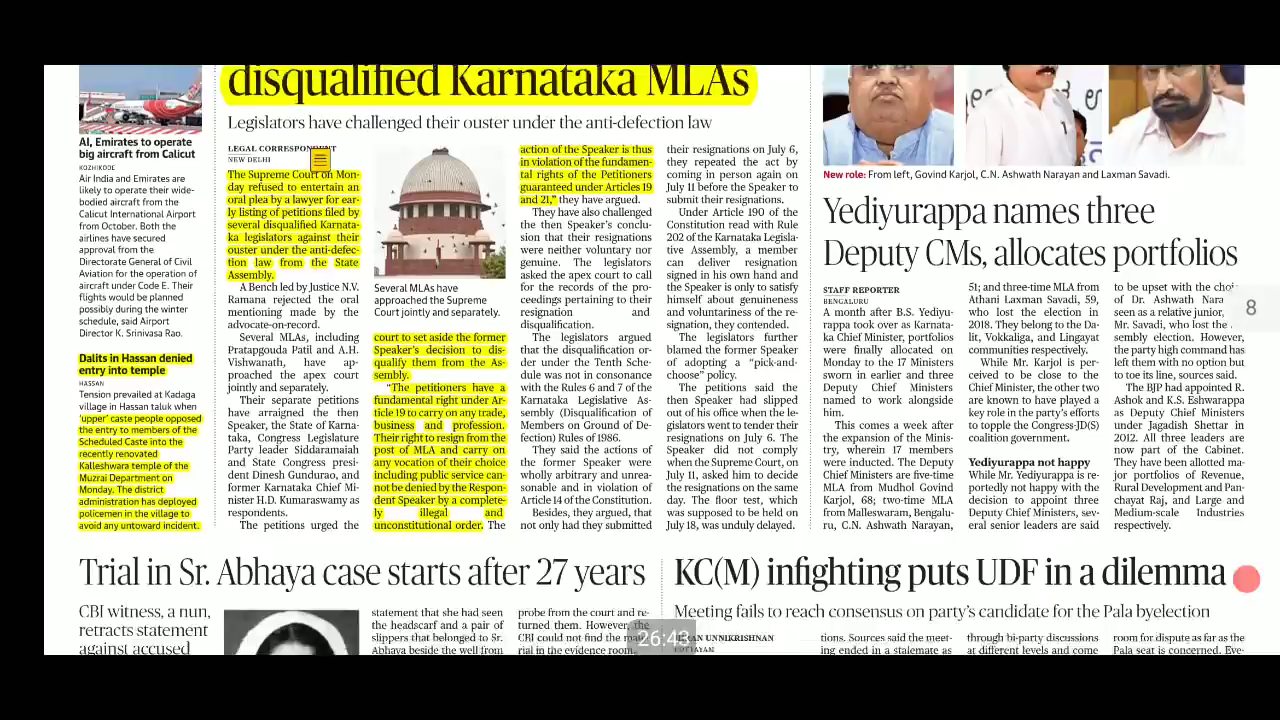 disqualified Karnataka MLAs
Legislators have challenged their ouster under the anti-defection law
AI, Emirates to operate
big aircraft from Calicut
KOZHIKODE
Air India and Emirates are
likely to operate their wide-
bodied aircraft from the
Calicut International Airport
from October. Both the
airlines have secured
approval from the
Directorate General of Civil
Aviation for the operation of
aircraft under Code E. Their
flights would be planned
possibly during the winter
schedule, said Airport
Director K. Srinivasa Rao.
Dalits in Hassan denied
entry into temple
HASSAN
Tension prevailed at Kadaga
village in Hassan taluk when
'upper' caste people opposed
the entry to members of the
Scheduled Caste into the
recently renovated
Kalleshwara temple of the
Muzrai Department on
Monday. The district
administration has deployed
policemen in the village to
avoid any untoward incident.
LEGAL CORRESPONDENT
NEW DELHI
The Supreme Court on Mon-
day refused to entertain an
oral plea by a lawyer for ear-
ly listing of petitions filed by
several disqualified Karnata-
ka legislators against their
ouster under the anti-defec-
tion law from the State
Assembly.
A Bench led by Justice N.V.
Ramana rejected the oral
mentioning made by the
advocate-on-record.
Several MLAs, including
Pratapgouda Patil and A.H.
Vishwanath, have ap-
proached the apex court
jointly and separately.
Their separate petitions
have arraigned the then
Speaker, the State of Karna-
taka, Congress Legislature
Party leader Siddaramaiah
and State Congress presi-
dent Dinesh Gundurao, and
former Karnataka Chief Mi-
nister H.D. Kumaraswamy as
respondents.
The petitions urged the
Several MLAs have
approached the Supreme
Court jointly and separately.
court to set aside the former
Speaker's decision to dis-
qualify them from the As-
sembly.
“The petitioners have a
fundamental right under Ar-
ticle 19 to carry on any trade,
business and profession.
Their right to resign from the
post of MLA and carry on
any vocation of their choice
including public service can-
not be denied by the Respon-
dent Speaker by a complete-
ly illegal and
unconstitutional order. The
action of the Speaker is thus
in violation of the fundamen-
tal rights of the Petitioners
guaranteed under Articles 19
and 21,” they have argued.
They have also challenged
the then Speaker's conclu-
sion that their resignations
were neither voluntary nor
genuine. The legislators
asked the apex court to call
for the records of the pro-
ceedings pertaining to their
resignation and
disqualification.
The legislators argued
that the disqualification or-
der under the Tenth Sche-
dule was not in consonance
with the Rules 6 and 7 of the
Karnataka Legislative As-
sembly (Disqualification of
Members on Ground of De-
fection) Rules of 1986.
They said the actions of
the former Speaker were
wholly arbitrary and unrea-
sonable and in violation of
Article 14 of the Constitution.
Besides, they argued, that
not only had they submitted
their resignations on July 6,
they repeated the act by
coming in person again on
July 11 before the Speaker to
submit their resignations.
Under Article 190 of the
Constitution read with Rule
202 of the Karnataka Legisla-
tive Assembly, a member
can deliver resignation
signed in his own hand and
the Speaker is only to satisfy
himself about genuineness
and voluntariness of the re-
signation, they contended.
The legislators further
blamed the former Speaker
of adopting a “pick-and-
choose” policy.
The petitions said the
then Speaker had slipped
out of his office when the le-
gislators went to tender their
resignations on July 6. The
Speaker did not comply
when the Supreme Court, on
July 11, asked him to decide
the resignations on the same
day. The floor test, which
was supposed to be held on
July 18, was unduly delayed.
New role: From left, Govind Karjol, C.N. Ashwath Narayan and Laxman Savadi.
Yediyurappa names three
Deputy CMs, allocates portfolios
STAFF REPORTER
BENGALURU
A month after B.S. Yediyu-
rappa took over as Karnata-
ka Chief Minister, portfolios
were finally allocated on
Monday to the 17 Ministers
sworn in earlier and three
Deputy Chief Ministers
named to work alongside
him.
This comes a week after
the expansion of the Minis-
try, wherein 17 members
were inducted. The Deputy
Chief Ministers are five-time
MLA from Mudhol Govind
Karjol, 68; two-time MLA
from Malleswaram, Bengalu-
ru, C.N. Ashwath Narayan,
51; and three-time MLA from
Athani Laxman Savadi, 59,
who lost the election in
2018. They belong to the Da-
lit, Vokkaliga, and Lingayat
communities respectively.
While Mr. Karjol is per-
ceived to be close to the
Chief Minister, the other two
are known to have played a
key role in the party's efforts
to topple the Congress-JD(S)
coalition government.
Yediyurappa not happy
While Mr. Yediyurappa is re-
portedly not happy with the
decision to appoint three
Deputy Chief Ministers, sev-
eral senior leaders are said
to be upset with the
of Dr. Ashwath
seen as a relative junior,
Mr. Savadi, who lost the
sembly election. However,
the party high command has
left them with no option but
to toe its line, sources said.
The BJP had appointed R.
Ashok and K.S. Eshwarappa
as Deputy Chief Ministers
under Jagadish Shettar in
2012. All three leaders are
now part of the Cabinet.
They have been allotted ma-
jor portfolios of Revenue,
Rural Development and Pan-
chayat Raj, and Large and
Medium-scale Industries
respectively.
8
Trial in Sr. Abhaya case starts after 27 years
CBI witness, a nun,
retracts statement
against accused
statement that she had seen
the headscarf and a pair of
slippers that belonged to Sr.
Abhaya beside the well from
probe from the court and re-
turned them. However, the
CBI could not find the
rial in the evidence room.
26:43
KC(M) infighting puts UDF in a dilemma
Meeting fails to reach consensus on party's candidate for the Pala byelection
UNNIKRISHNAN
tions. Sources said the meet-
ing ended in a stalemate as
through bi-party discussions
at different levels and come
room for dispute as far as the
Pala seat is concerned. Eve-